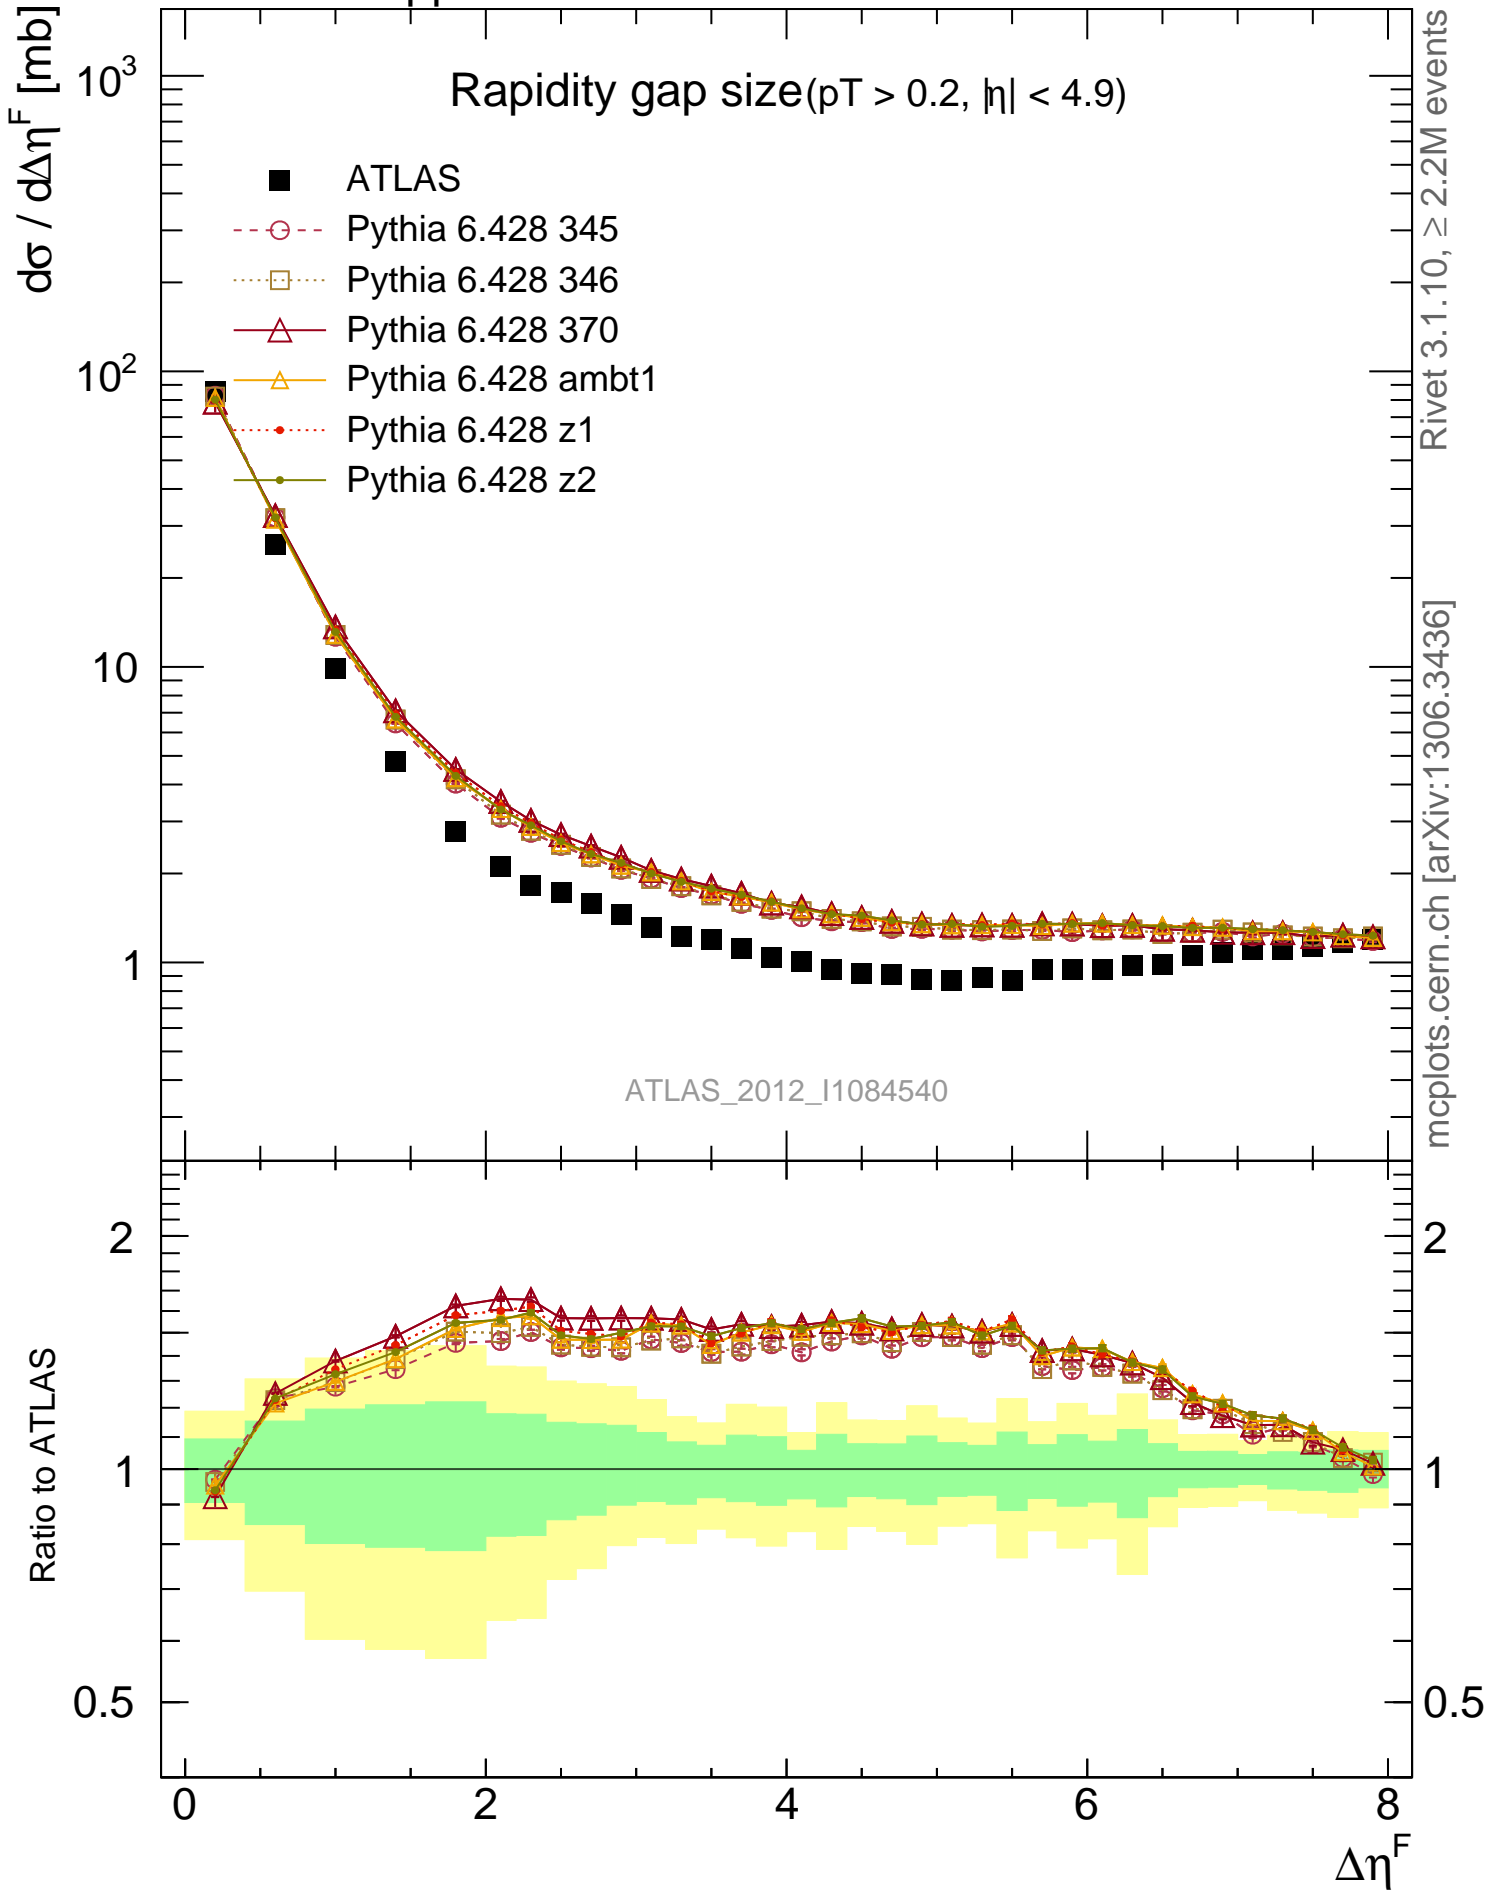 dσ / dΔη^F [mb]
Rapidity gap size(pT > 0.2, |η| < 4.9)
ATLAS
Pythia 6.428 345
Pythia 6.428 346
Pythia 6.428 370
Pythia 6.428 ambt1
Pythia 6.428 z1
Pythia 6.428 z2
10^3
10^2
10
1
ATLAS_2012_I1084540
Rivet 3.1.10, ≥ 2.2M events
mcplots.cern.ch [arXiv:1306.3436]
Ratio to ATLAS
2
1
0.5
2
1
0.5
0 2 4 6 8
Δη^F